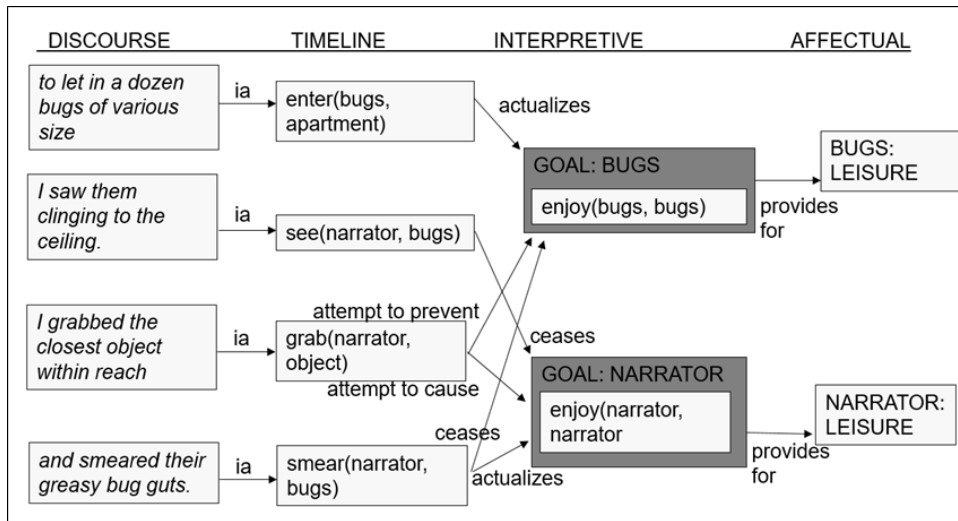 DISCOURSE TIMELINE INTERPRETIVE AFFECTUAL
to let in a dozen
bugs of various
size
ia
enter(bugs,
apartment)
actualizes
GOAL: BUGS
enjoy(bugs, bugs)
provides
for
BUGS:
LEISURE
I saw them
clinging to the
ceiling.
ia
see(narrator, bugs)
ceases
I grabbed the
closest object
within reach
ia
attempt to prevent
grab(narrator,
object)
attempt to cause
GOAL: NARRATOR
enjoy(narrator,
narrator
provides
for
NARRATOR:
LEISURE
and smeared their
greasy bug guts.
ia
smear(narrator,
bugs)
ceases
actualizes